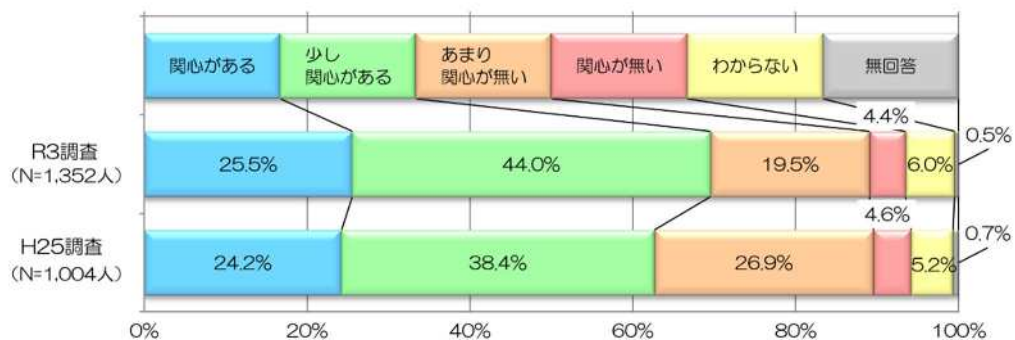 関心がある
少し
関心がある
あまり
関心が無い
関心が無い
わからない
無回答
4.4%
0.5%
R3調査
(N=1,352人)
25.5%
44.0%
19.5%
6.0%
4.6%
0.7%
H25調査
(N=1,004人)
24.2%
38.4%
26.9%
5.2%
0%
20%
40%
60%
80%
100%